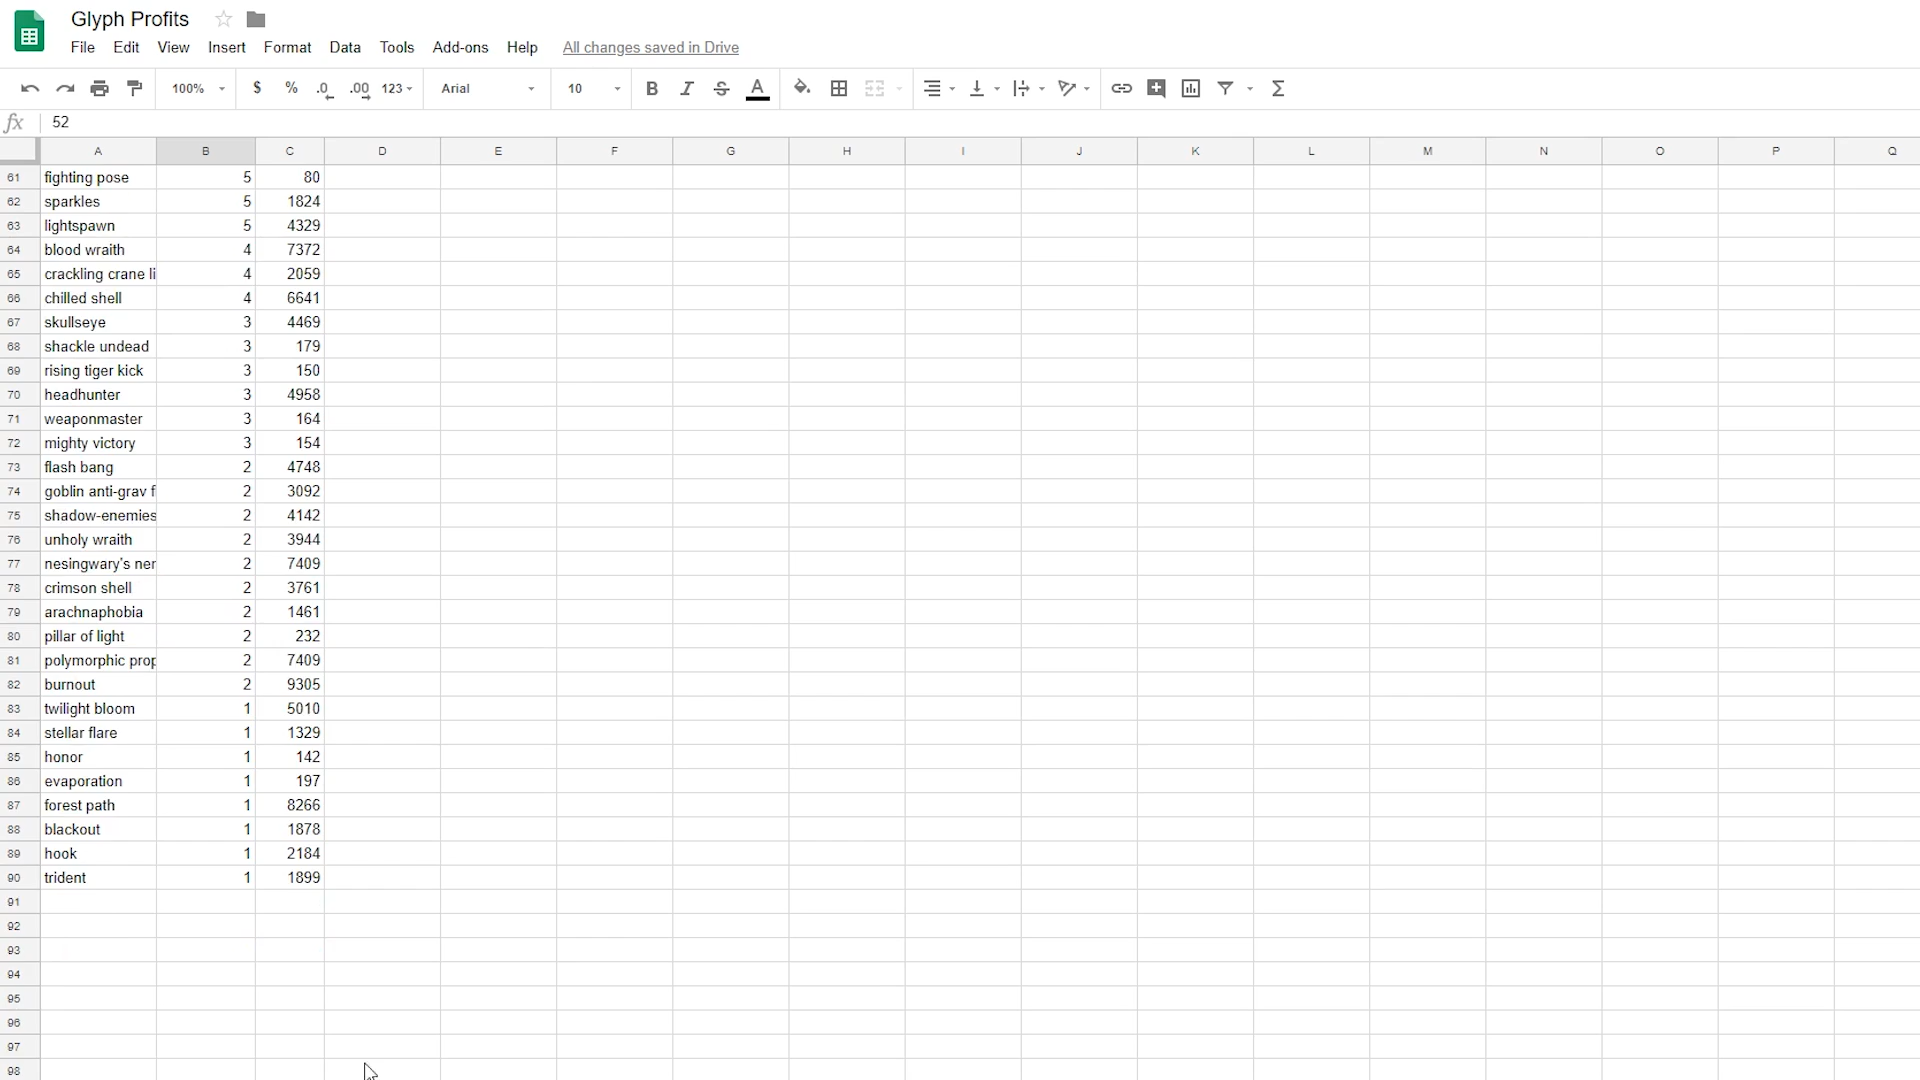 Glyph Profits
File Edit View Insert Format Data Tools Add-ons Help All changes saved in Drive
100% $ % .0 .00 123 Arial 10 B I S A Σ
fx 52
A B C D E F G H I J K L M N O P Q
61 fighting pose 5 80
62 sparkles 5 1824
63 lightspawn 5 4329
64 blood wraith 4 7372
65 crackling crane li 4 2059
66 chilled shell 4 6641
67 skullseye 3 4469
68 shackle undead 3 179
69 rising tiger kick 3 150
70 headhunter 3 4958
71 weaponmaster 3 164
72 mighty victory 3 154
73 flash bang 2 4748
74 goblin anti-grav f 2 3092
75 shadow-enemies 2 4142
76 unholy wraith 2 3944
77 nesingwary's ner 2 7409
78 crimson shell 2 3761
79 arachnaphobia 2 1461
80 pillar of light 2 232
81 polymorphic prop 2 7409
82 burnout 2 9305
83 twilight bloom 1 5010
84 stellar flare 1 1329
85 honor 1 142
86 evaporation 1 197
87 forest path 1 8266
88 blackout 1 1878
89 hook 1 2184
90 trident 1 1899
91
92
93
94
95
96
97
98